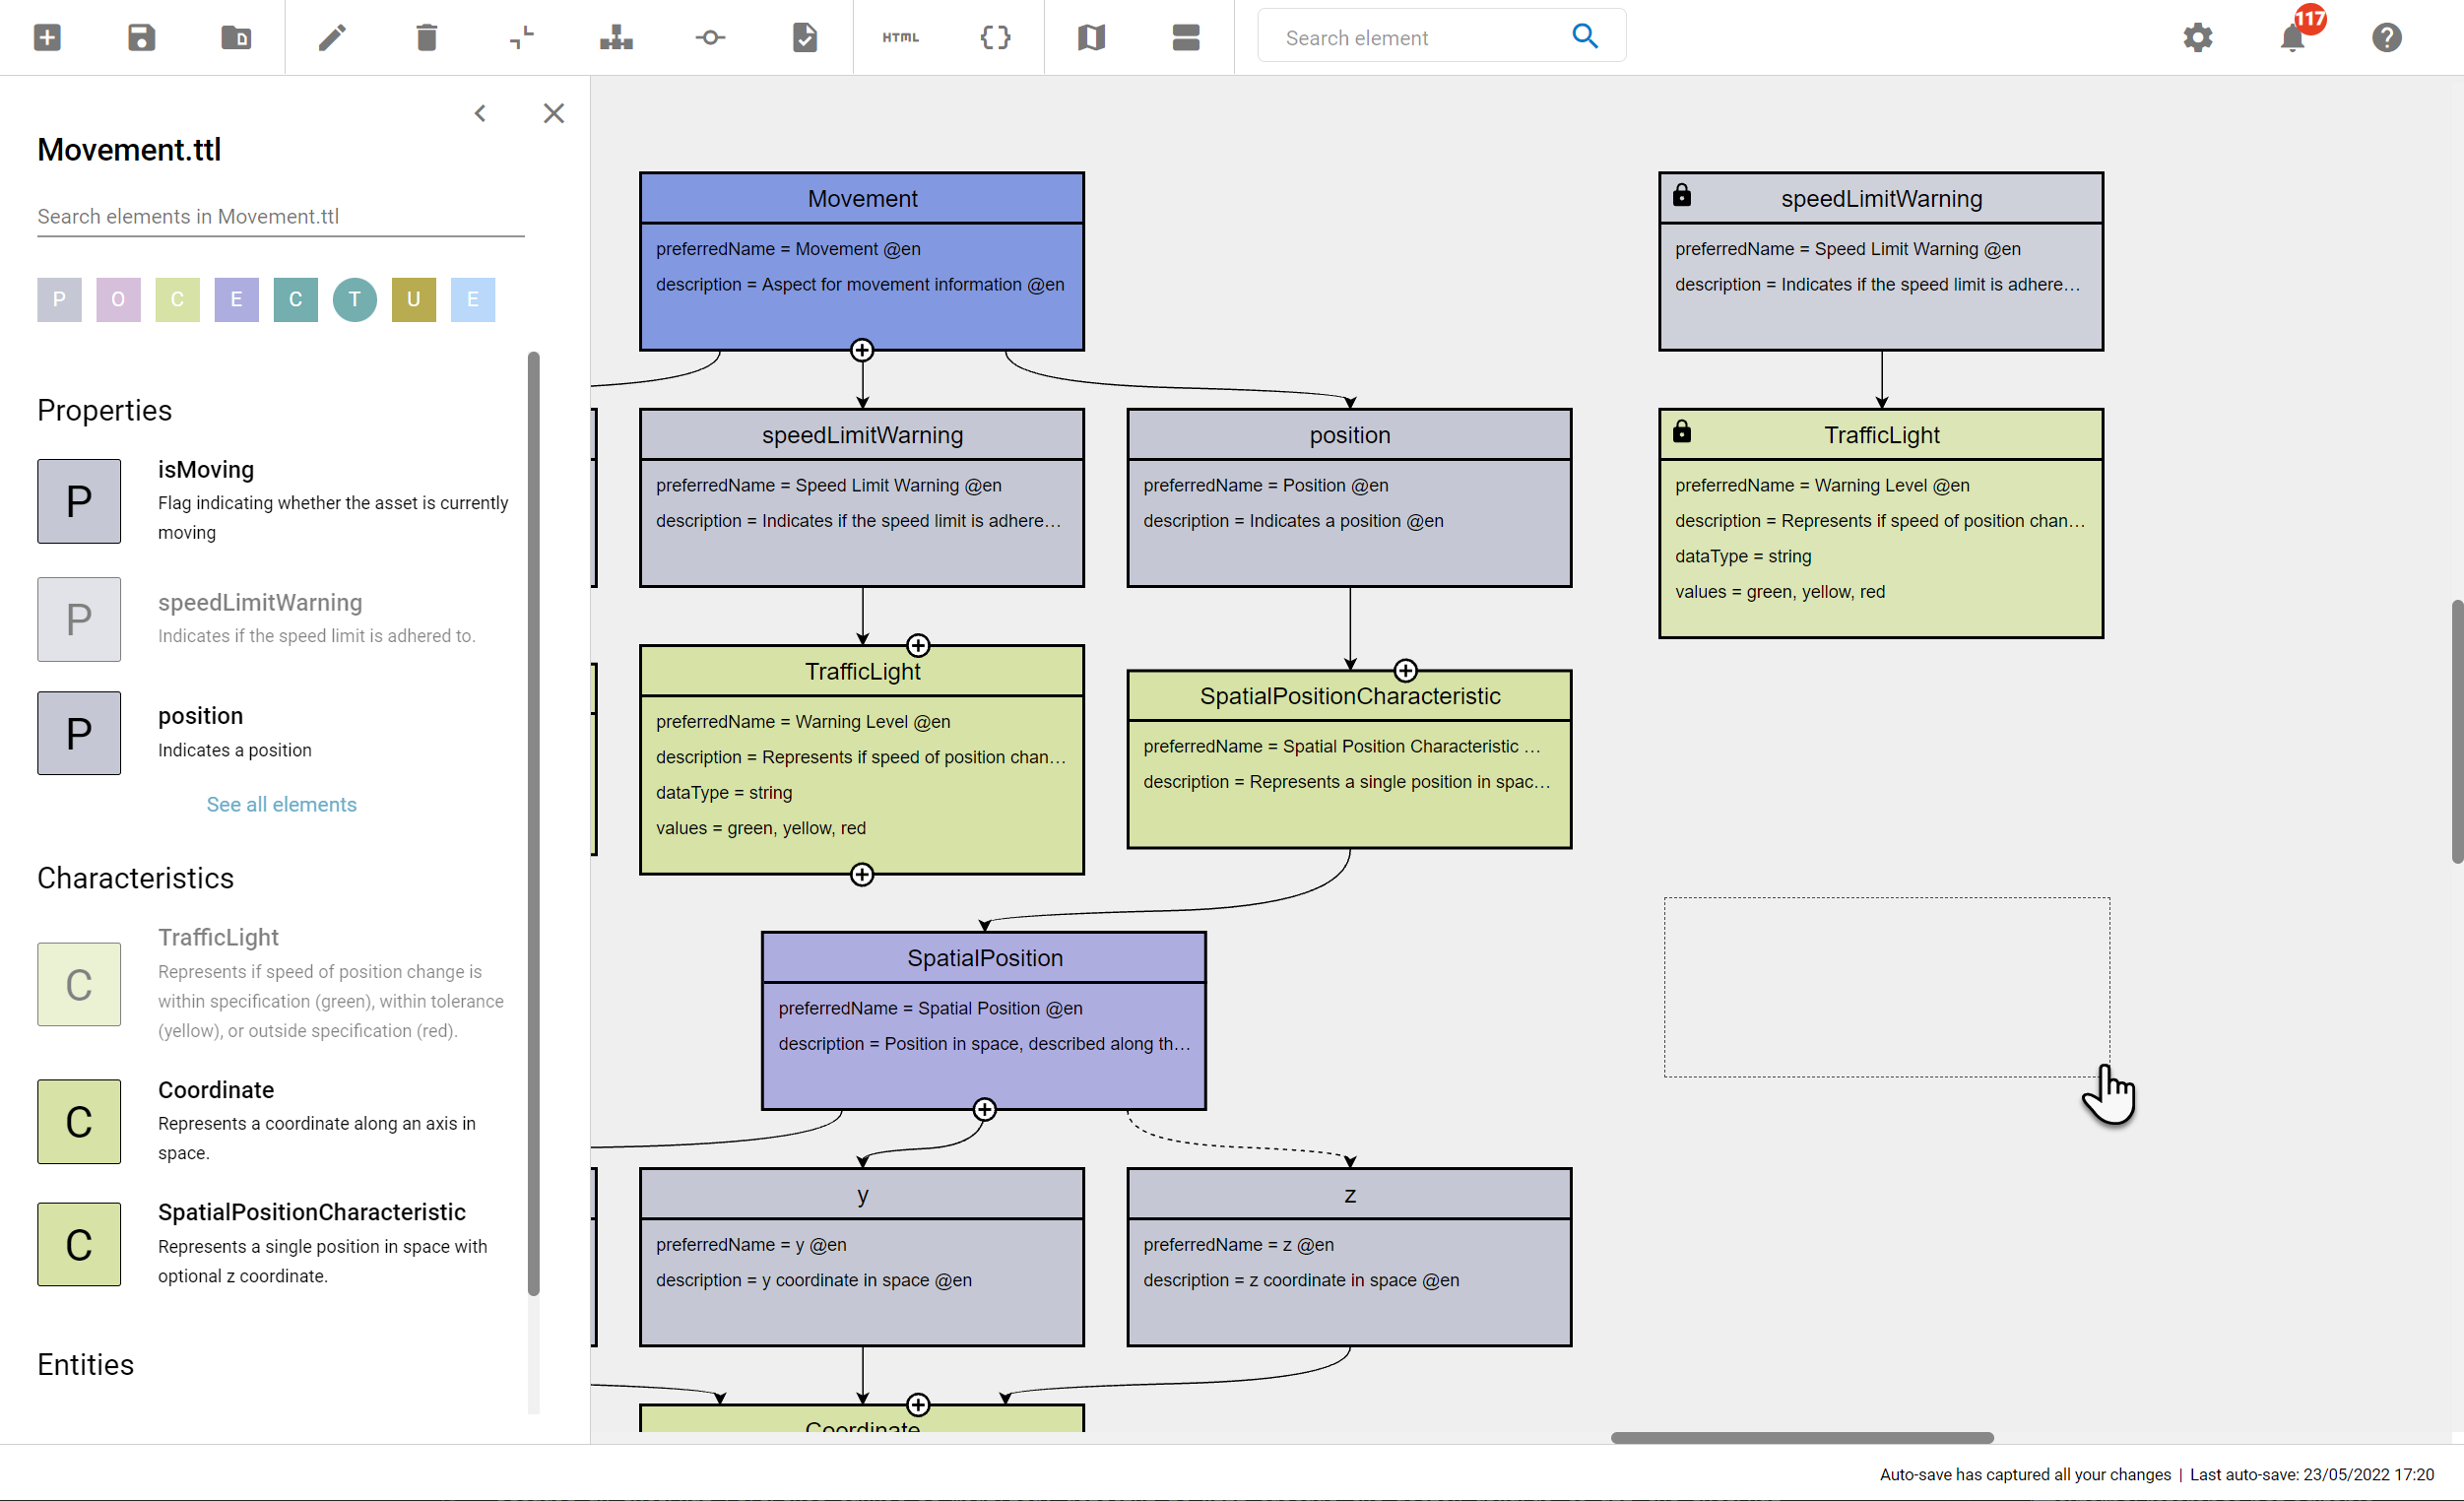 HTML
Search element
117
Movement.ttl
Search elements in Movement.ttl
P O C E C T U E
Properties
P
isMoving
Flag indicating whether the asset is currently
moving
P
speedLimitWarning
Indicates if the speed limit is adhered to.
P
position
Indicates a position
See all elements
Characteristics
C
TrafficLight
Represents if speed of position change is
within specification (green), within tolerance
(yellow), or outside specification (red).
C
Coordinate
Represents a coordinate along an axis in
space.
C
SpatialPositionCharacteristic
Represents a single position in space with
optional z coordinate.
Entities
Movement
preferredName = Movement @en
description = Aspect for movement information @en
speedLimitWarning
preferredName = Speed Limit Warning @en
description = Indicates if the speed limit is adhere…
speedLimitWarning
preferredName = Speed Limit Warning @en
description = Indicates if the speed limit is adhere…
position
preferredName = Position @en
description = Indicates a position @en
TrafficLight
preferredName = Warning Level @en
description = Represents if speed of position chan…
dataType = string
values = green, yellow, red
TrafficLight
preferredName = Warning Level @en
description = Represents if speed of position chan…
dataType = string
values = green, yellow, red
SpatialPositionCharacteristic
preferredName = Spatial Position Characteristic …
description = Represents a single position in spac…
SpatialPosition
preferredName = Spatial Position @en
description = Position in space, described along th…
y
preferredName = y @en
description = y coordinate in space @en
z
preferredName = z @en
description = z coordinate in space @en
Coordinate
Auto-save has captured all your changes | Last auto-save: 23/05/2022 17:20